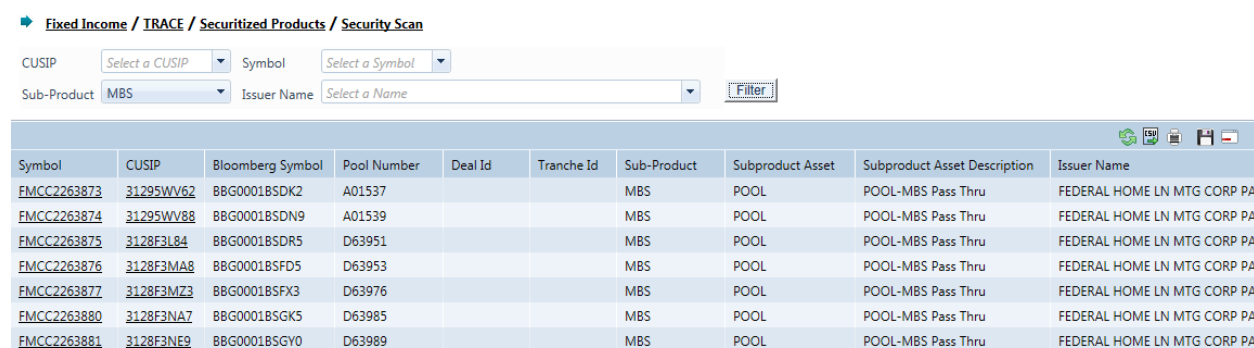 Fixed Income / TRACE / Securitized Products / Security Scan
CUSIP Select a CUSIP Symbol Select a Symbol
Sub-Product MBS Issuer Name Select a Name Filter
Symbol CUSIP Bloomberg Symbol Pool Number Deal Id Tranche Id Sub-Product Subproduct Asset Subproduct Asset Description Issuer Name
FMCC2263873 31295WV62 BBG0001BSDK2 A01537 MBS POOL POOL-MBS Pass Thru FEDERAL HOME LN MTG CORP PA
FMCC2263874 31295WV88 BBG0001BSDN9 A01539 MBS POOL POOL-MBS Pass Thru FEDERAL HOME LN MTG CORP PA
FMCC2263875 3128F3L84 BBG0001BSDR5 D63951 MBS POOL POOL-MBS Pass Thru FEDERAL HOME LN MTG CORP PA
FMCC2263876 3128F3MA8 BBG0001BSFD5 D63953 MBS POOL POOL-MBS Pass Thru FEDERAL HOME LN MTG CORP PA
FMCC2263877 3128F3MZ3 BBG0001BSFX3 D63976 MBS POOL POOL-MBS Pass Thru FEDERAL HOME LN MTG CORP PA
FMCC2263880 3128F3NA7 BBG0001BSGK5 D63985 MBS POOL POOL-MBS Pass Thru FEDERAL HOME LN MTG CORP PA
FMCC2263881 3128F3NE9 BBG0001BSGY0 D63989 MBS POOL POOL-MBS Pass Thru FEDERAL HOME LN MTG CORP PA